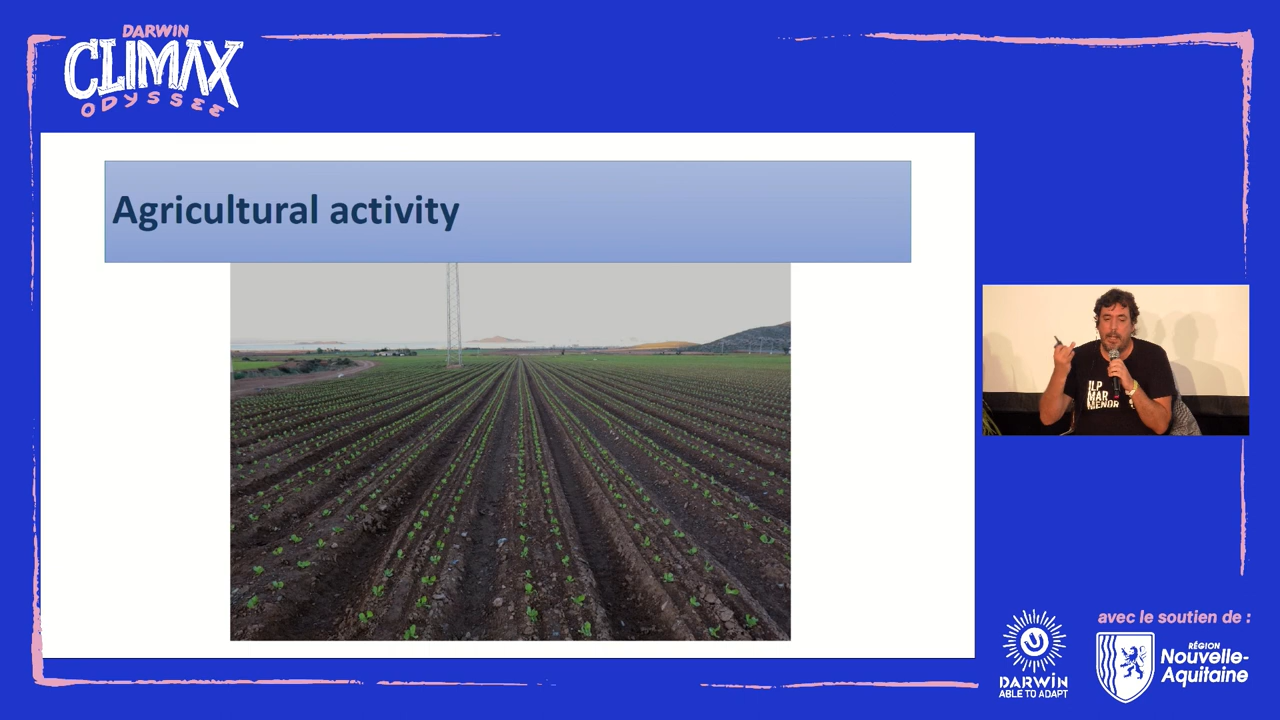 DARWIN
CLIMAX
ODYSSEE
Agricultural activity
ILP
MAR
MENOR
avec le soutien de :
DARWIN
ABLE TO ADAPT
RÉGION
Nouvelle-
Aquitaine